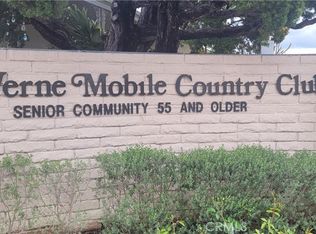 Verne Mobile Country Club
SENIOR COMMUNITY 55 AND OLDER
CRMLS